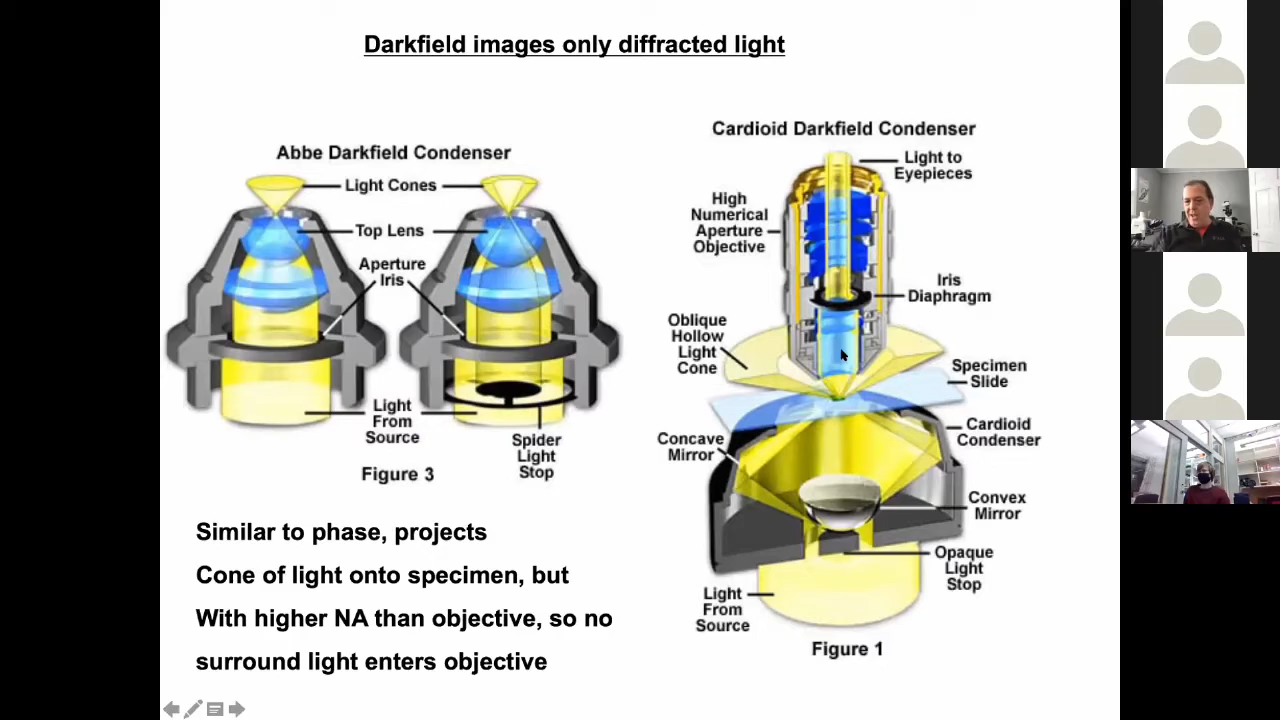 Darkfield images only diffracted light
Abbe Darkfield Condenser
Light Cones
Top Lens
Aperture
Iris
Light
From
Source
Spider
Light
Stop
Figure 3
Cardioid Darkfield Condenser
Light to
Eyepieces
High
Numerical
Aperture
Objective
Iris
Diaphragm
Oblique
Hollow
Light
Cone
Specimen
Slide
Concave
Mirror
Cardioid
Condenser
Convex
Mirror
Opaque
Light
Stop
Light
From
Source
Figure 1
Similar to phase, projects
Cone of light onto specimen, but
With higher NA than objective, so no
surround light enters objective